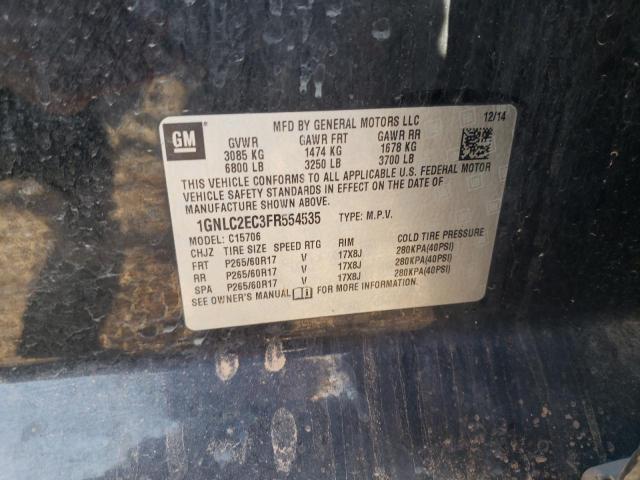 GM
MFD BY GENERAL MOTORS LLC
12/14
GVWR GAWR FRT GAWR RR
3085 KG 1474 KG 1678 KG
6800 LB 3250 LB 3700 LB
THIS VEHICLE CONFORMS TO ALL APPLICABLE U.S. FEDERAL MOTOR
VEHICLE SAFETY STANDARDS IN EFFECT ON THE DATE OF
MANUFACTURE SHOWN ABOVE.
1GNLC2EC3FR554535 TYPE: M.P.V.
MODEL: C15706
CHJZ TIRE SIZE SPEED RTG RIM COLD TIRE PRESSURE
FRT P265/60R17 V 17X8J 280KPA(40PSI)
RR P265/60R17 V 17X8J 280KPA(40PSI)
SPA P265/60R17 V 17X8J 280KPA(40PSI)
SEE OWNER'S MANUAL FOR MORE INFORMATION.